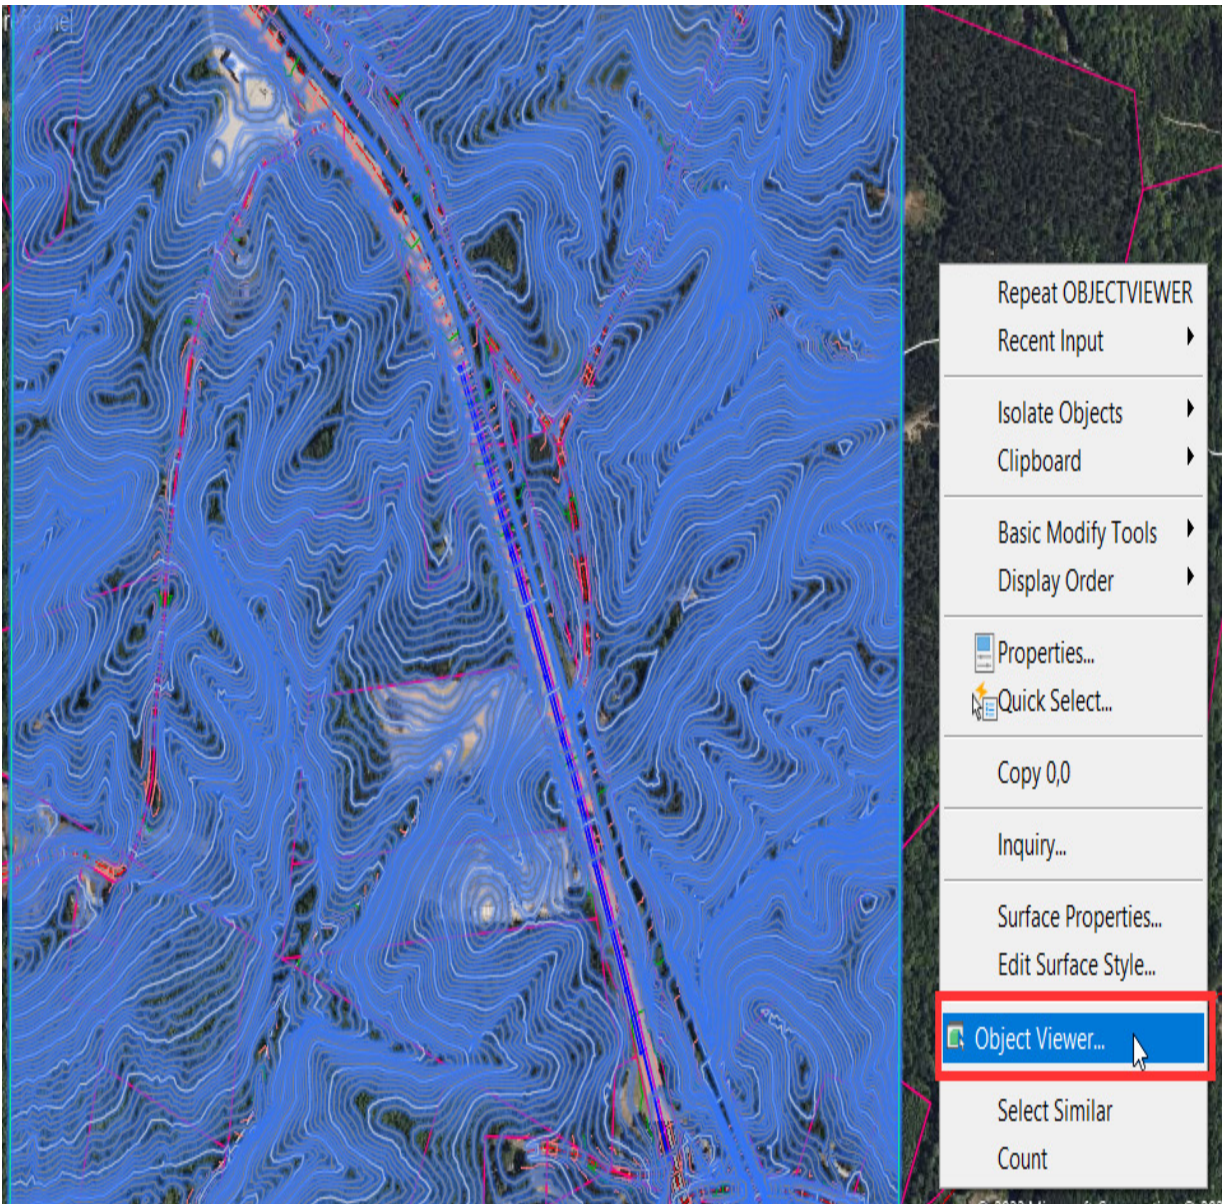 Repeat OBJECTVIEWER
Recent Input
Isolate Objects
Clipboard
Basic Modify Tools
Display Order
Properties...
Quick Select...
Copy 0,0
Inquiry...
Surface Properties...
Edit Surface Style...
Object Viewer...
Select Similar
Count